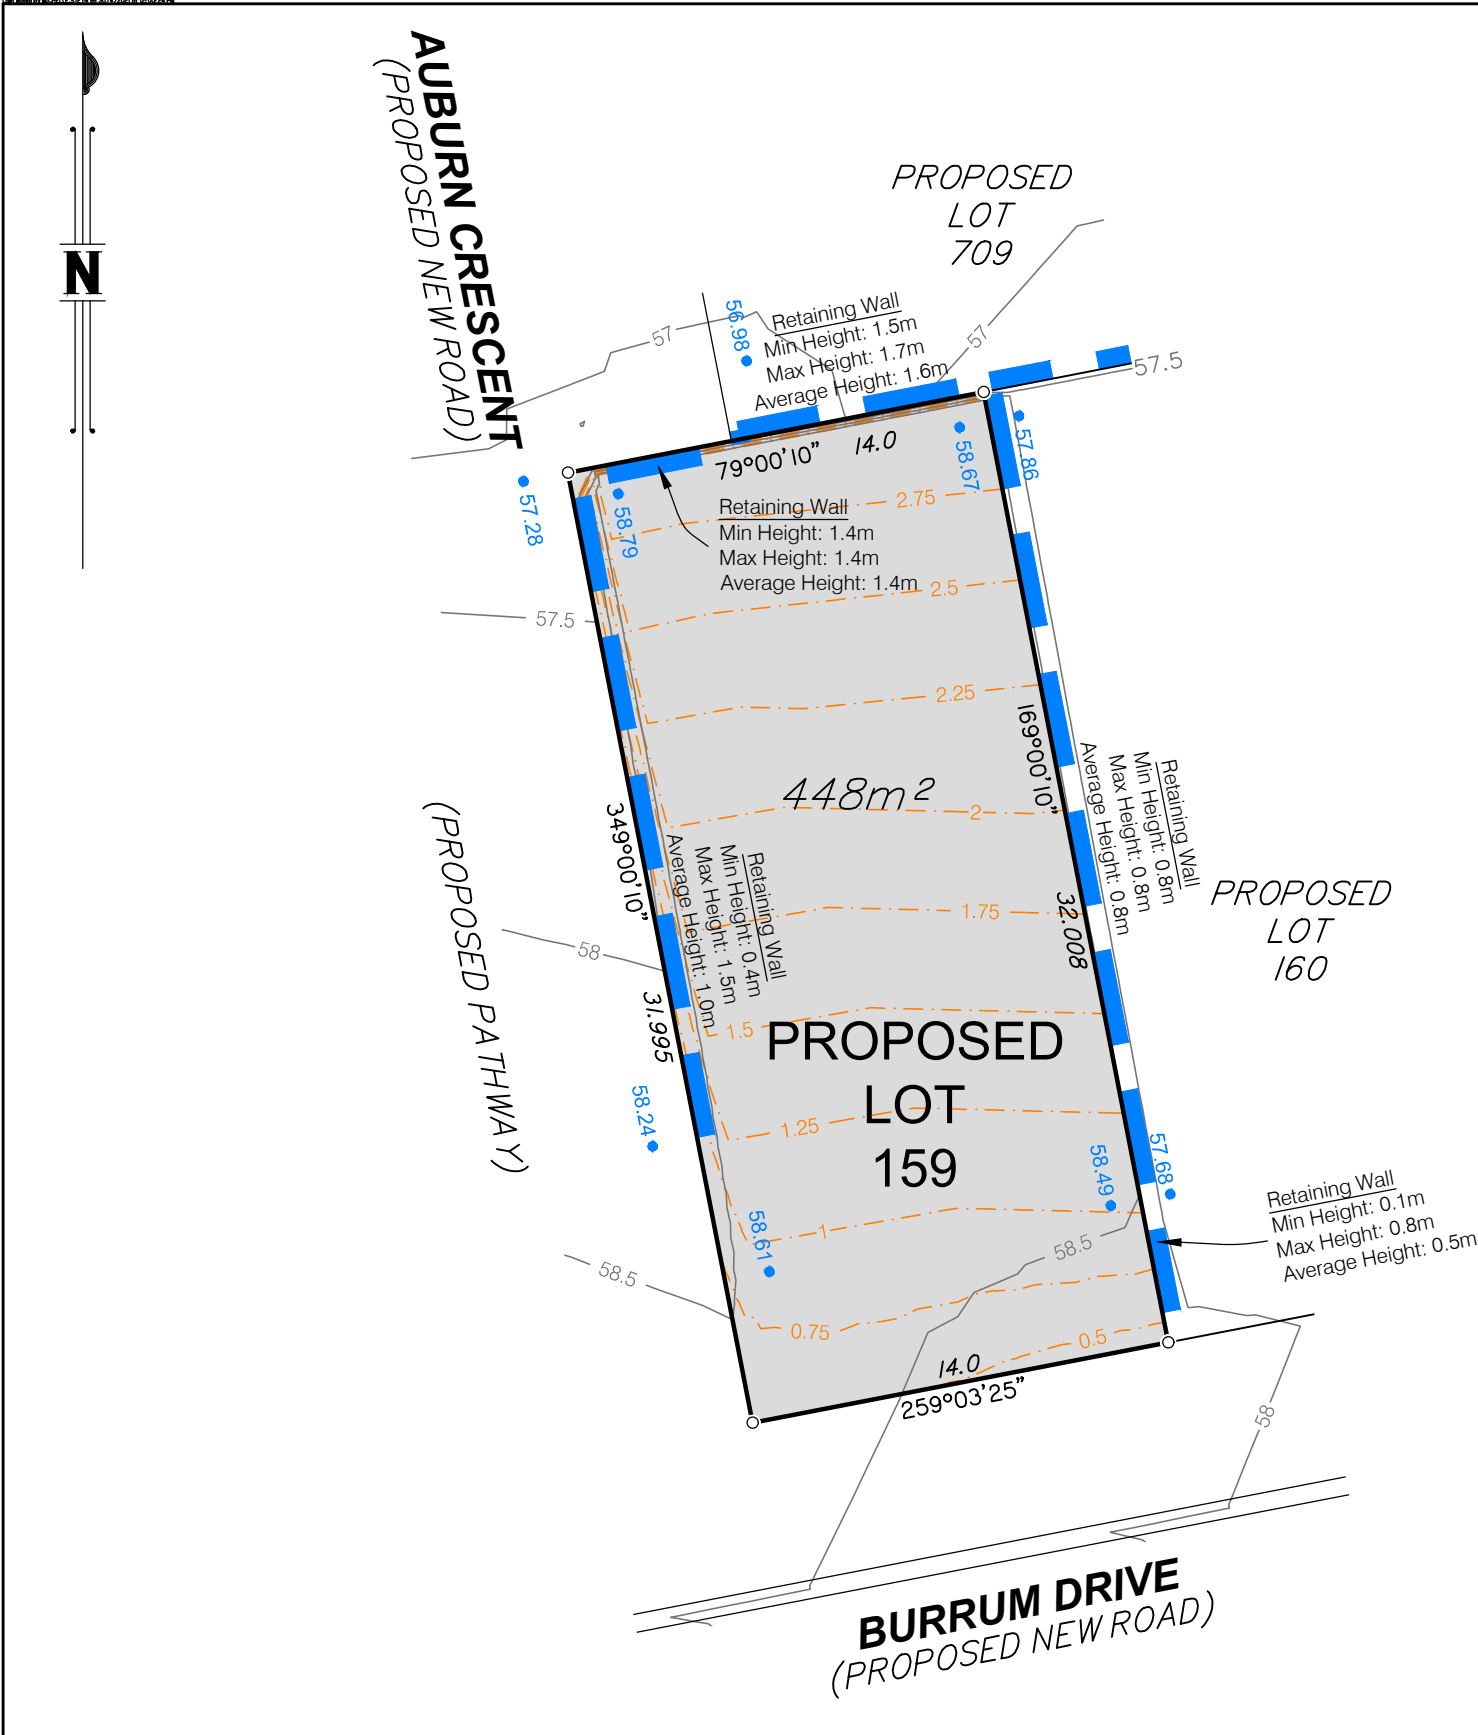 AUBURN CRESCENT
(PROPOSED NEW ROAD)
N
PROPOSED
LOT
709
57
56.98
Retaining Wall
Min Height: 1.5m
Max Height: 1.7m
Average Height: 1.6m
57
57.5
79°00'10"
14.0
58.67
57.86
57.28
58.79
2.75
Retaining Wall
Min Height: 1.4m
Max Height: 1.4m
Average Height: 1.4m
2.5
57.5
2.25
169°00'10"
448m²
2
Retaining Wall
Min Height: 0.8m
Max Height: 0.8m
Average Height: 0.8m
349°00'10"
(PROPOSED PATHWAY)
Retaining Wall
Min Height: 0.4m
Max Height: 1.5m
Average Height: 1.0m
1.75
32.008
PROPOSED
LOT
160
58
31.995
1.5
PROPOSED
LOT
159
58.24
1.25
58.49
57.68
58.61
1
Retaining Wall
Min Height: 0.1m
Max Height: 0.8m
Average Height: 0.5m
58.5
58.5
0.75
0.5
14.0
259°03'25"
58
BURRUM DRIVE
(PROPOSED NEW ROAD)